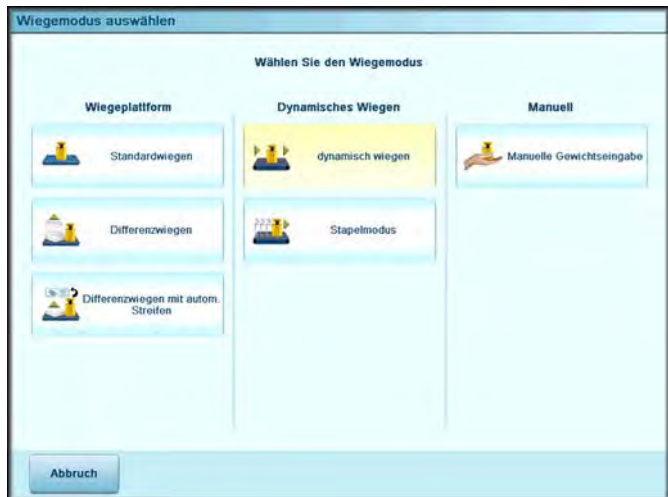 Wiegemodus auswählen
Wählen Sie den Wiegemodus
Wiegeplattform
Standardwiegen
Differenzwiegen
Differenzwiegen mit autom.
Streifen
Dynamisches Wiegen
dynamisch wiegen
Stapelmodus
Manuell
Manuelle Gewichtseingabe
Abbruch